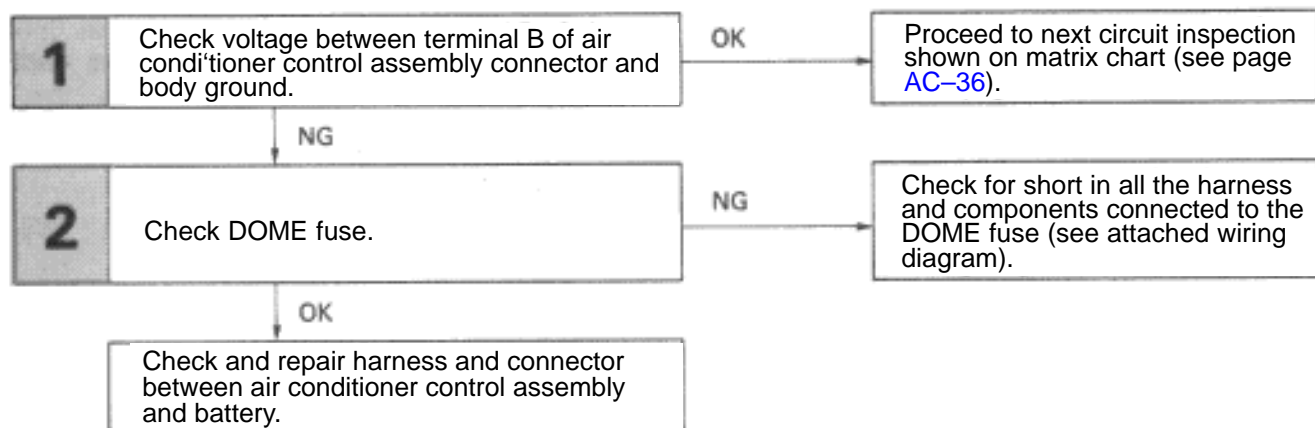 1
Check voltage between terminal B of air
condi‘tioner control assembly connector and
body ground.
OK
Proceed to next circuit inspection
shown on matrix chart (see page
AC–36).
NG
2
Check DOME fuse.
NG
Check for short in all the harness
and components connected to the
DOME fuse (see attached wiring
diagram).
OK
Check and repair harness and connector
between air conditioner control assembly
and battery.